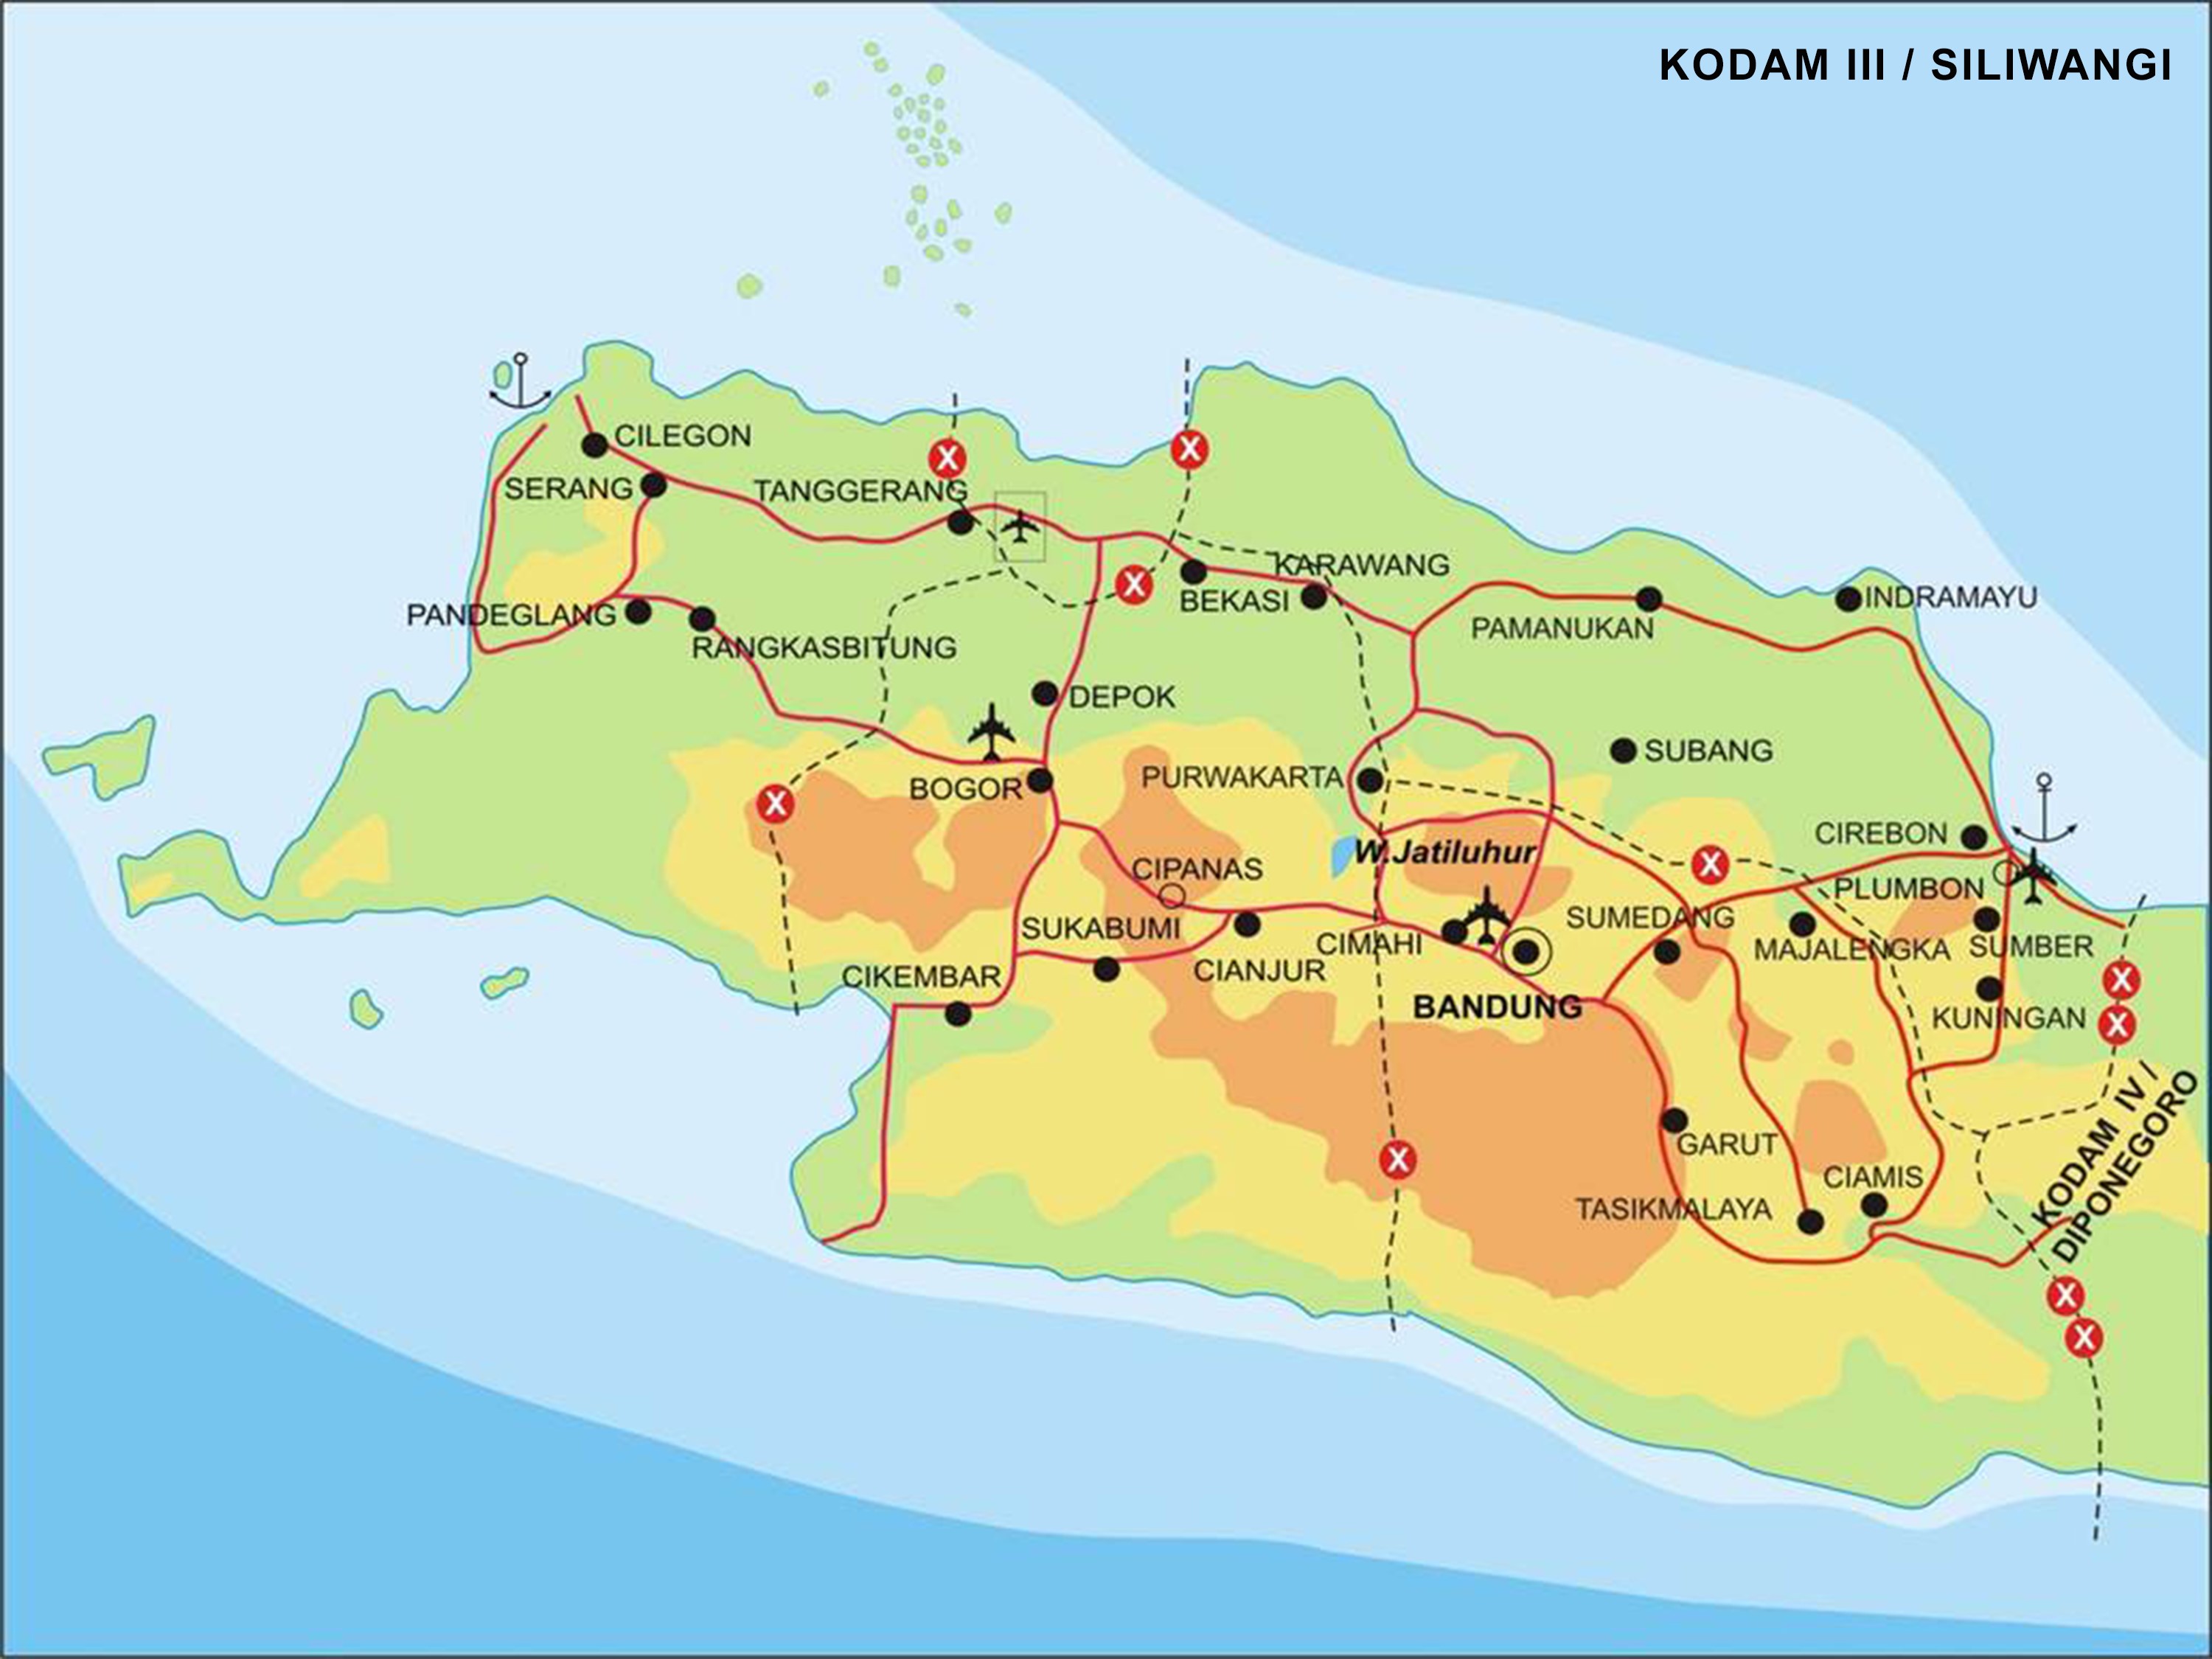 KODAM III / SILIWANGI
CILEGON
SERANG
TANGGERANG
KARAWANG
BEKASI
PANDEGLANG
RANGKASBITUNG
PAMANUKAN
INDRAMAYU
DEPOK
SUBANG
BOGOR
PURWAKARTA
CIREBON
W.Jatiluhur
CIPANAS
PLUMBON
SUKABUMI
CIMAHI
SUMEDANG
MAJALENGKA
SUMBER
CIKEMBAR
CIANJUR
BANDUNG
KUNINGAN
GARUT
CIAMIS
TASIKMALAYA
KODAM IV /
DIPONEGORO
X
X
X
X
X
X
X
X
X
X